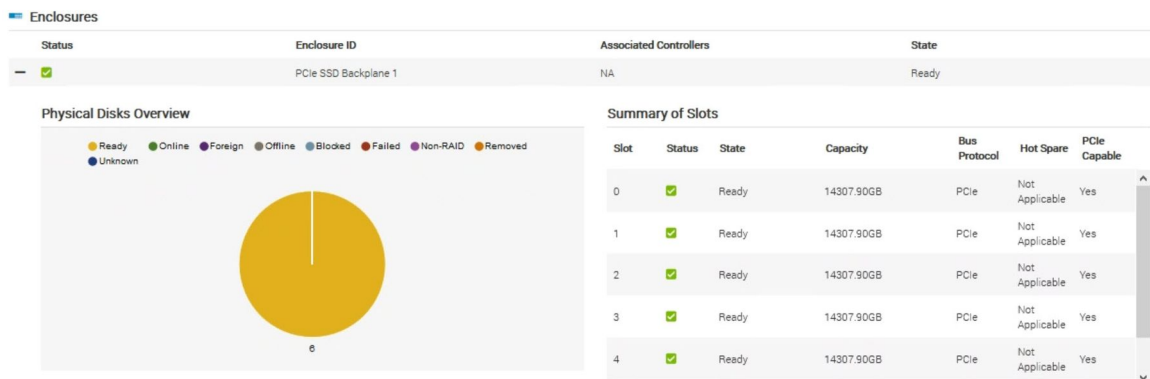 Enclosures
Status Enclosure ID Associated Controllers State
PCIe SSD Backplane 1 NA Ready
Physical Disks Overview
Ready Online Foreign Offline Blocked Failed Non-RAID Removed
Unknown
6
Summary of Slots
Slot Status State Capacity Bus Protocol Hot Spare PCIe Capable
0 Ready 14307.90GB PCIe Not Applicable Yes
1 Ready 14307.90GB PCIe Not Applicable Yes
2 Ready 14307.90GB PCIe Not Applicable Yes
3 Ready 14307.90GB PCIe Not Applicable Yes
4 Ready 14307.90GB PCIe Not Applicable Yes